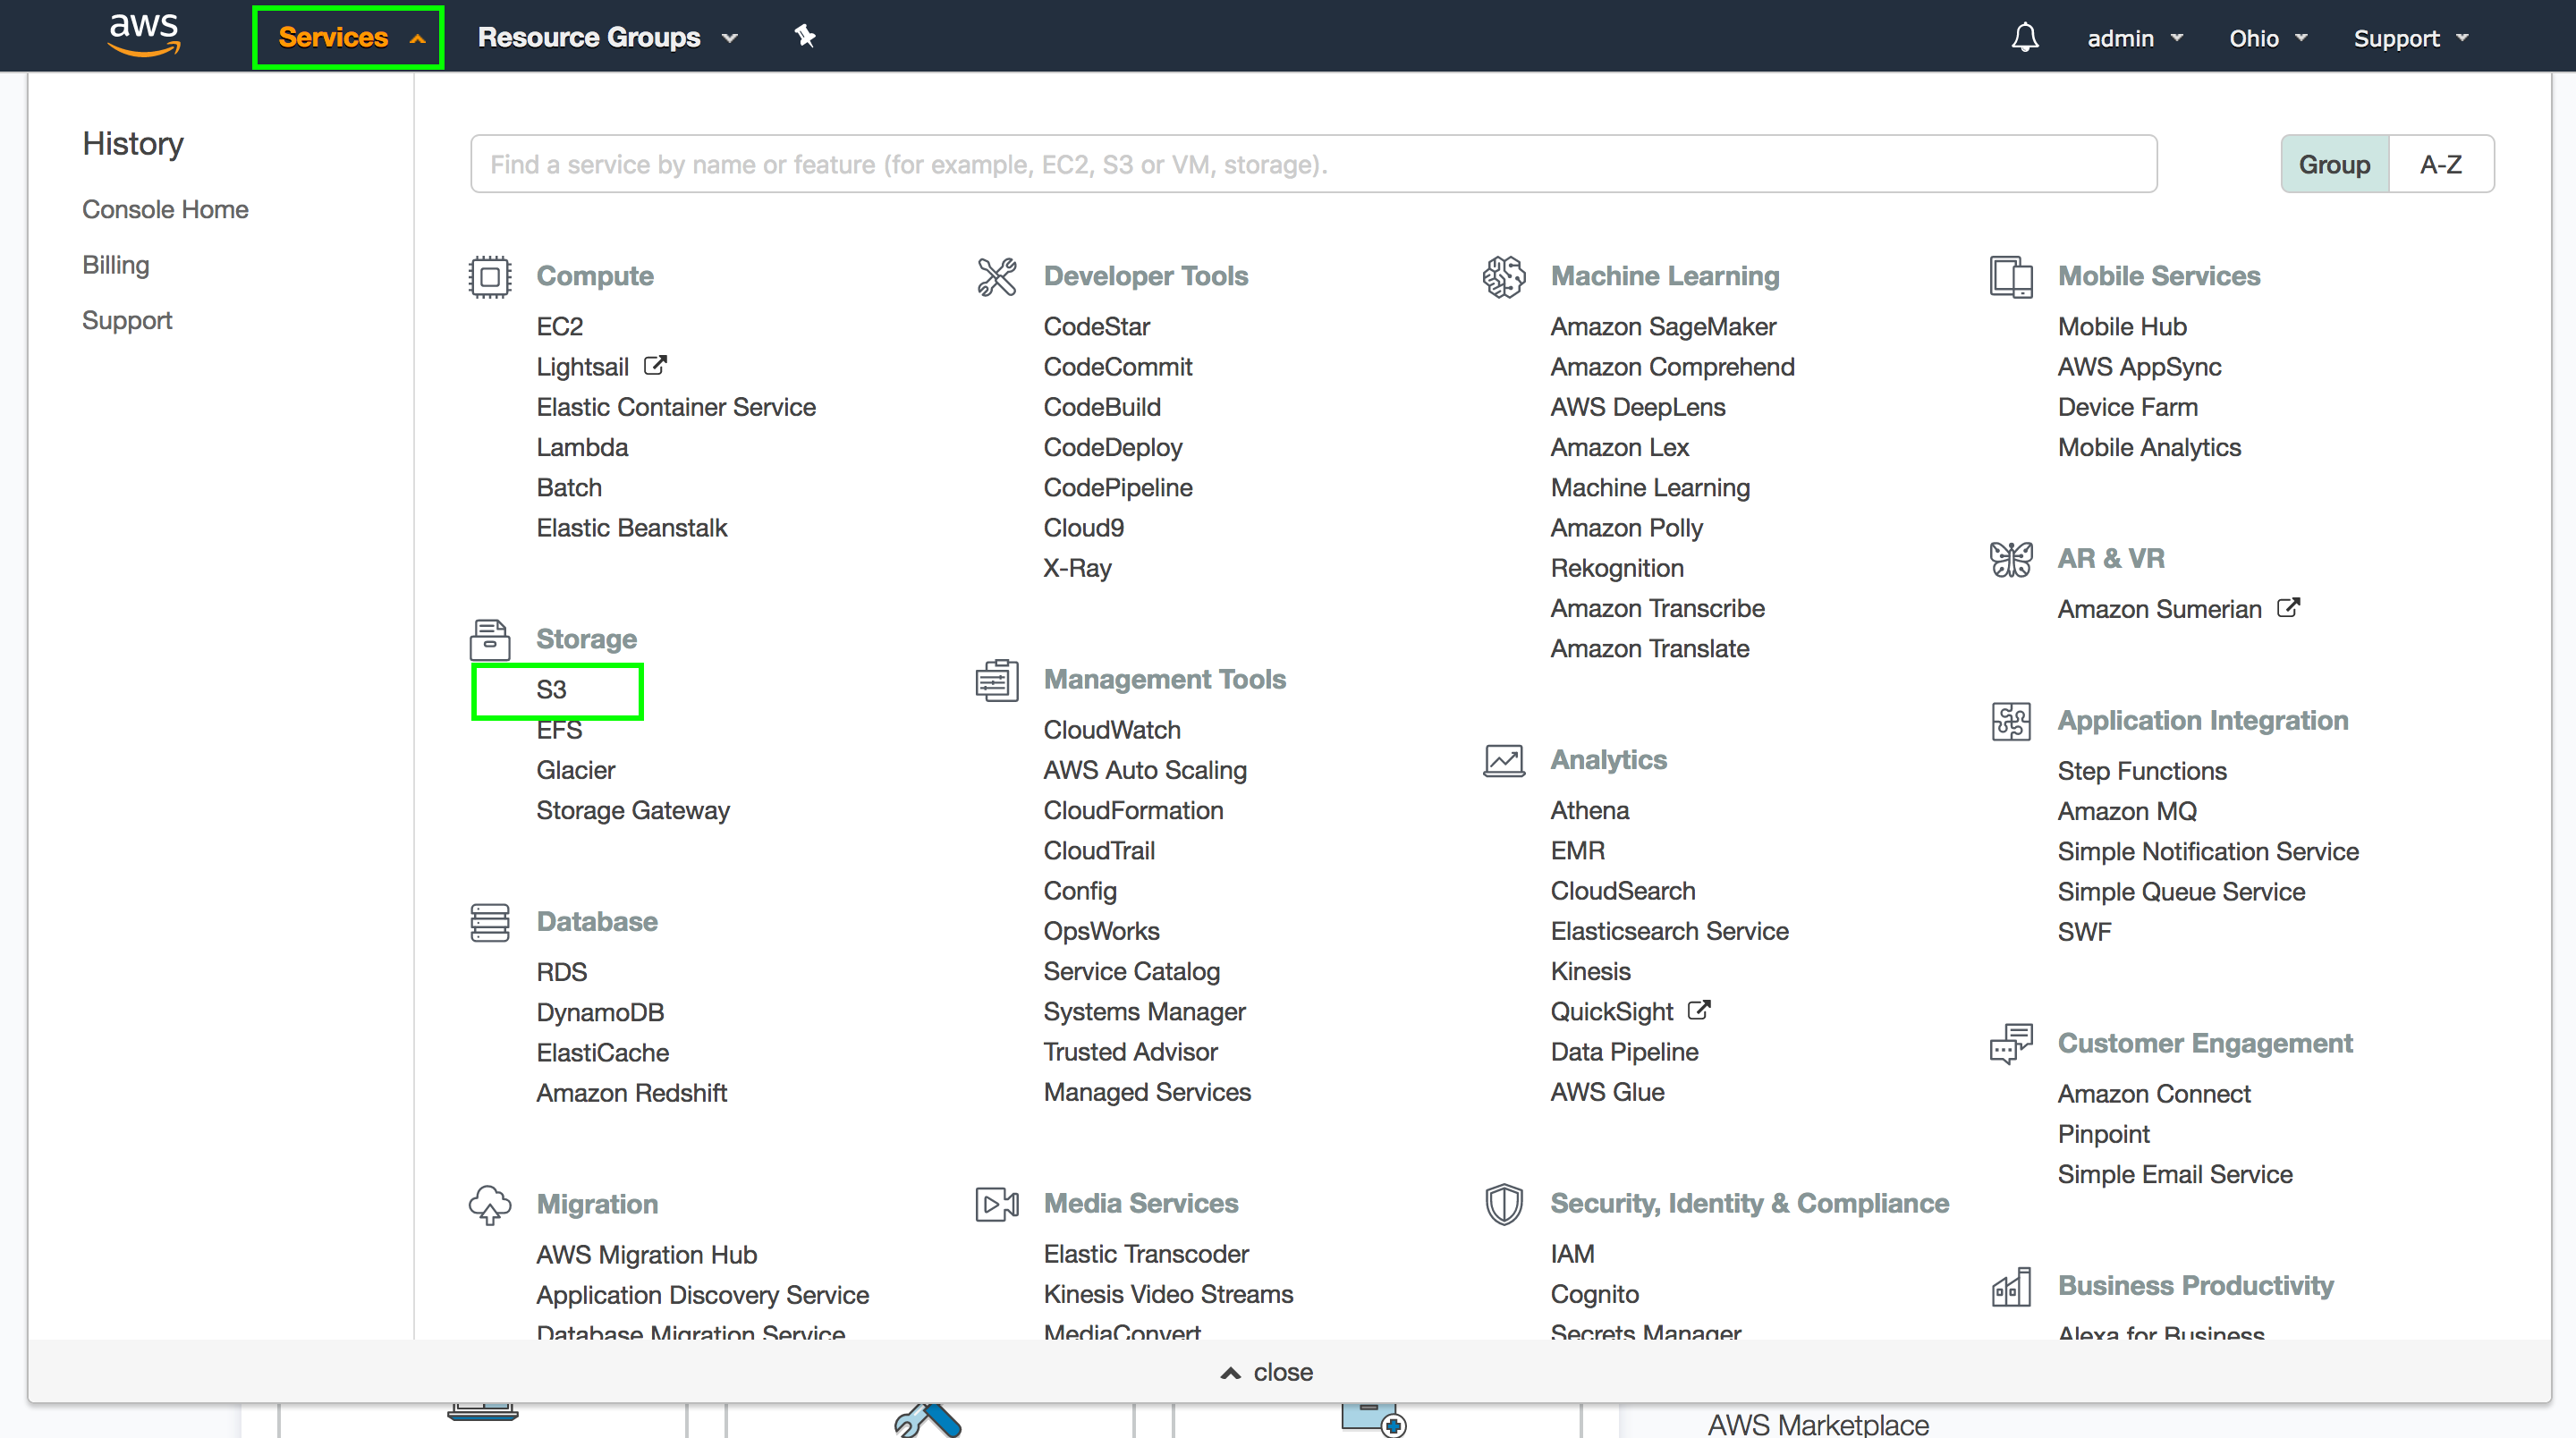 aws
Services
Resource Groups
admin
Ohio
Support
History
Console Home
Billing
Support
Find a service by name or feature (for example, EC2, S3 or VM, storage).
Group
A-Z
Compute
EC2
Lightsail
Elastic Container Service
Lambda
Batch
Elastic Beanstalk
Storage
S3
EFS
Glacier
Storage Gateway
Database
RDS
DynamoDB
ElastiCache
Amazon Redshift
Migration
AWS Migration Hub
Application Discovery Service
Database Migration Service
Developer Tools
CodeStar
CodeCommit
CodeBuild
CodeDeploy
CodePipeline
Cloud9
X-Ray
Management Tools
CloudWatch
AWS Auto Scaling
CloudFormation
CloudTrail
Config
OpsWorks
Service Catalog
Systems Manager
Trusted Advisor
Managed Services
Media Services
Elastic Transcoder
Kinesis Video Streams
MediaConvert
Machine Learning
Amazon SageMaker
Amazon Comprehend
AWS DeepLens
Amazon Lex
Machine Learning
Amazon Polly
Rekognition
Amazon Transcribe
Amazon Translate
Analytics
Athena
EMR
CloudSearch
Elasticsearch Service
Kinesis
QuickSight
Data Pipeline
AWS Glue
Security, Identity & Compliance
IAM
Cognito
Secrets Manager
Mobile Services
Mobile Hub
AWS AppSync
Device Farm
Mobile Analytics
AR & VR
Amazon Sumerian
Application Integration
Step Functions
Amazon MQ
Simple Notification Service
Simple Queue Service
SWF
Customer Engagement
Amazon Connect
Pinpoint
Simple Email Service
Business Productivity
Alexa for Business
close
AWS Marketplace